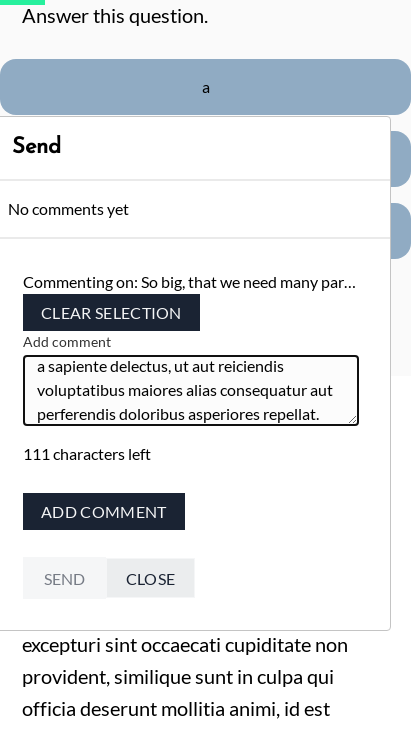 Answer this question.
a
Send
No comments yet
Commenting on: So big, that we need many par...
CLEAR SELECTION
Add comment
a sapiente delectus, ut aut reiciendis
voluptatibus maiores alias consequatur aut
perferendis doloribus asperiores repellat.
111 characters left
ADD COMMENT
SEND CLOSE
excepturi sint occaecati cupiditate non
provident, similique sunt in culpa qui
officia deserunt mollitia animi, id est